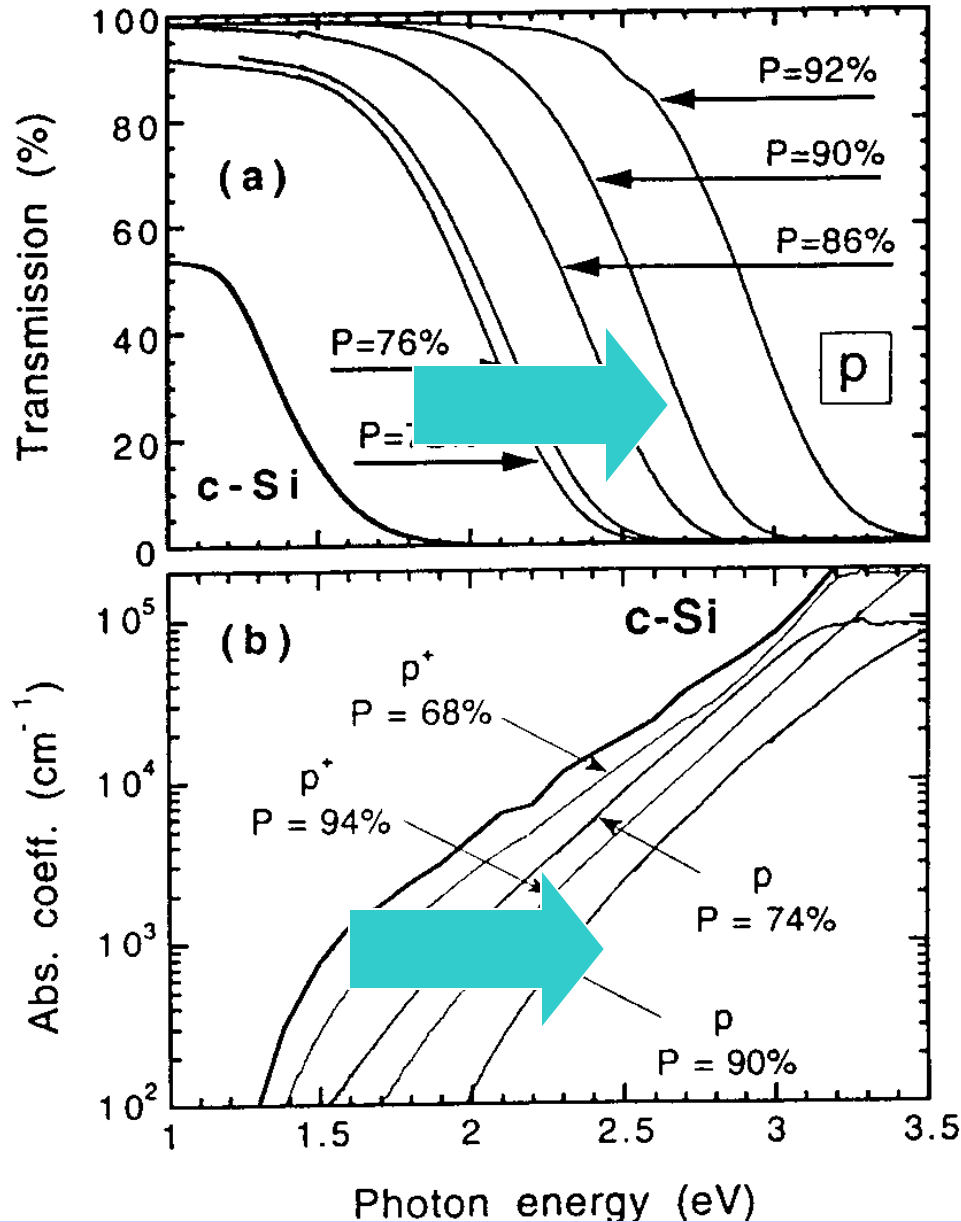 Transmission (%)
100
80
60
40
20
0
(a)
P=92%
P=90%
P=86%
P=76%
p
c-Si
Abs. coeff. (cm⁻¹)
10⁵
10⁴
10³
10²
(b)
c-Si
p⁺
P = 68%
p⁺
P = 94%
p
P = 74%
p
P = 90%
1
1.5
2
2.5
3
3.5
Photon energy (eV)